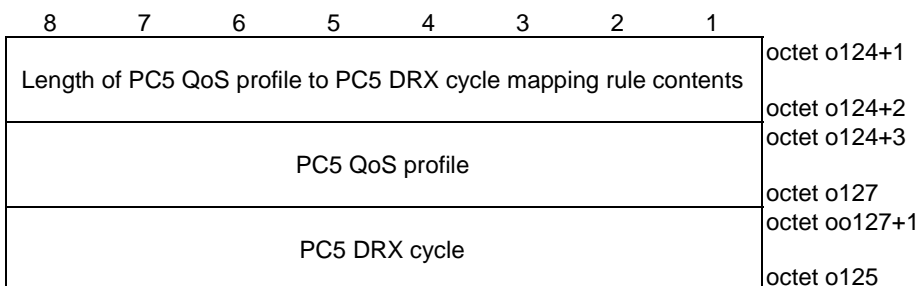 8 7 6 5 4 3 2 1
octet o124+1
Length of PC5 QoS profile to PC5 DRX cycle mapping rule contents
octet o124+2
octet o124+3
PC5 QoS profile
octet o127
octet oo127+1
PC5 DRX cycle
octet o125